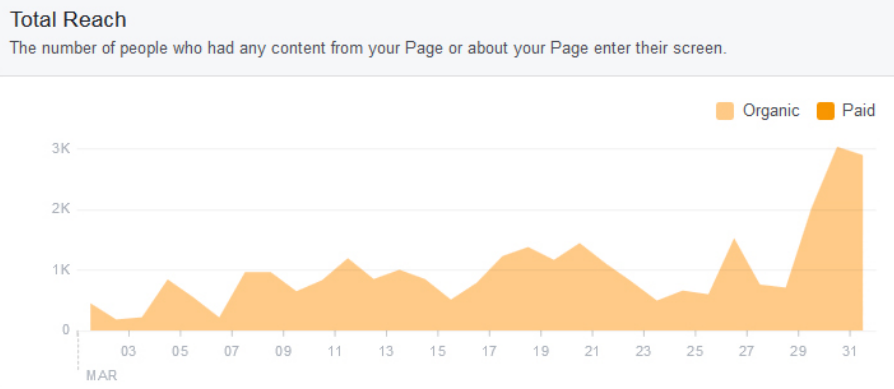 Total Reach
The number of people who had any content from your Page or about your Page enter their screen.
Organic Paid
3K
2K
1K
0
03 05 07 09 11 13 15 17 19 21 23 25 27 29 31
MAR